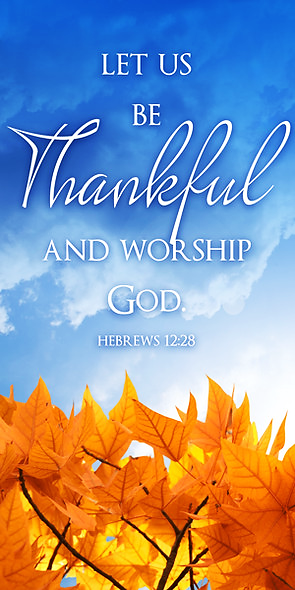 LET US
BE
Thankful
AND WORSHIP
GOD.
HEBREWS 12:28